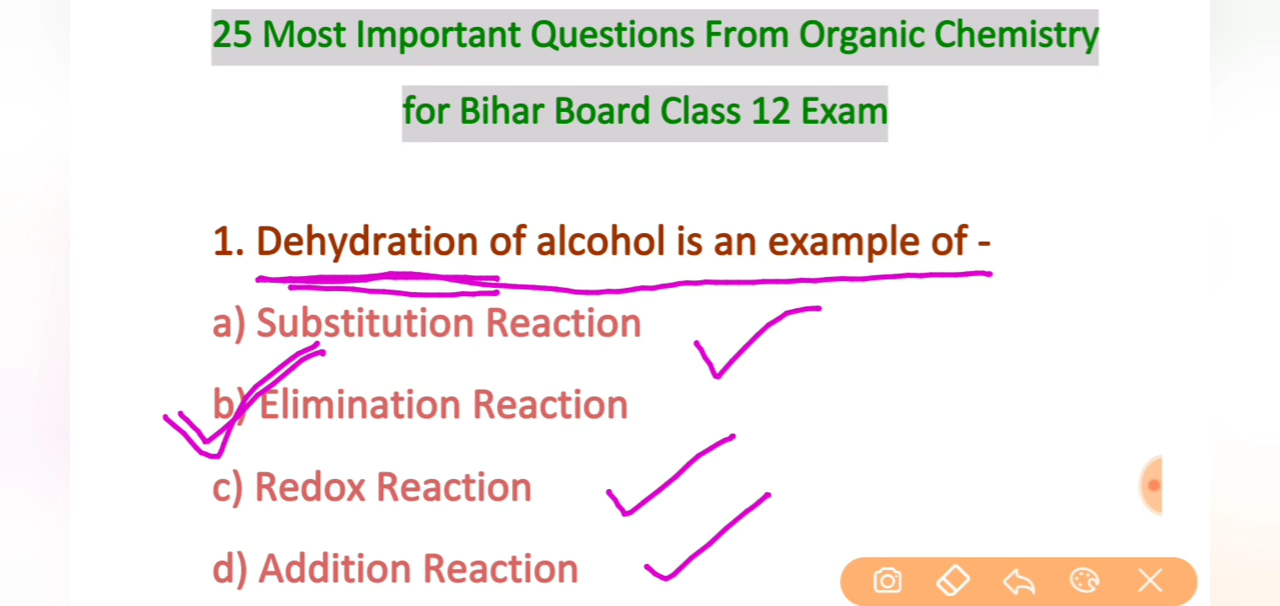 25 Most Important Questions From Organic Chemistry
for Bihar Board Class 12 Exam
1. Dehydration of alcohol is an example of -
a) Substitution Reaction
b) Elimination Reaction
c) Redox Reaction
d) Addition Reaction